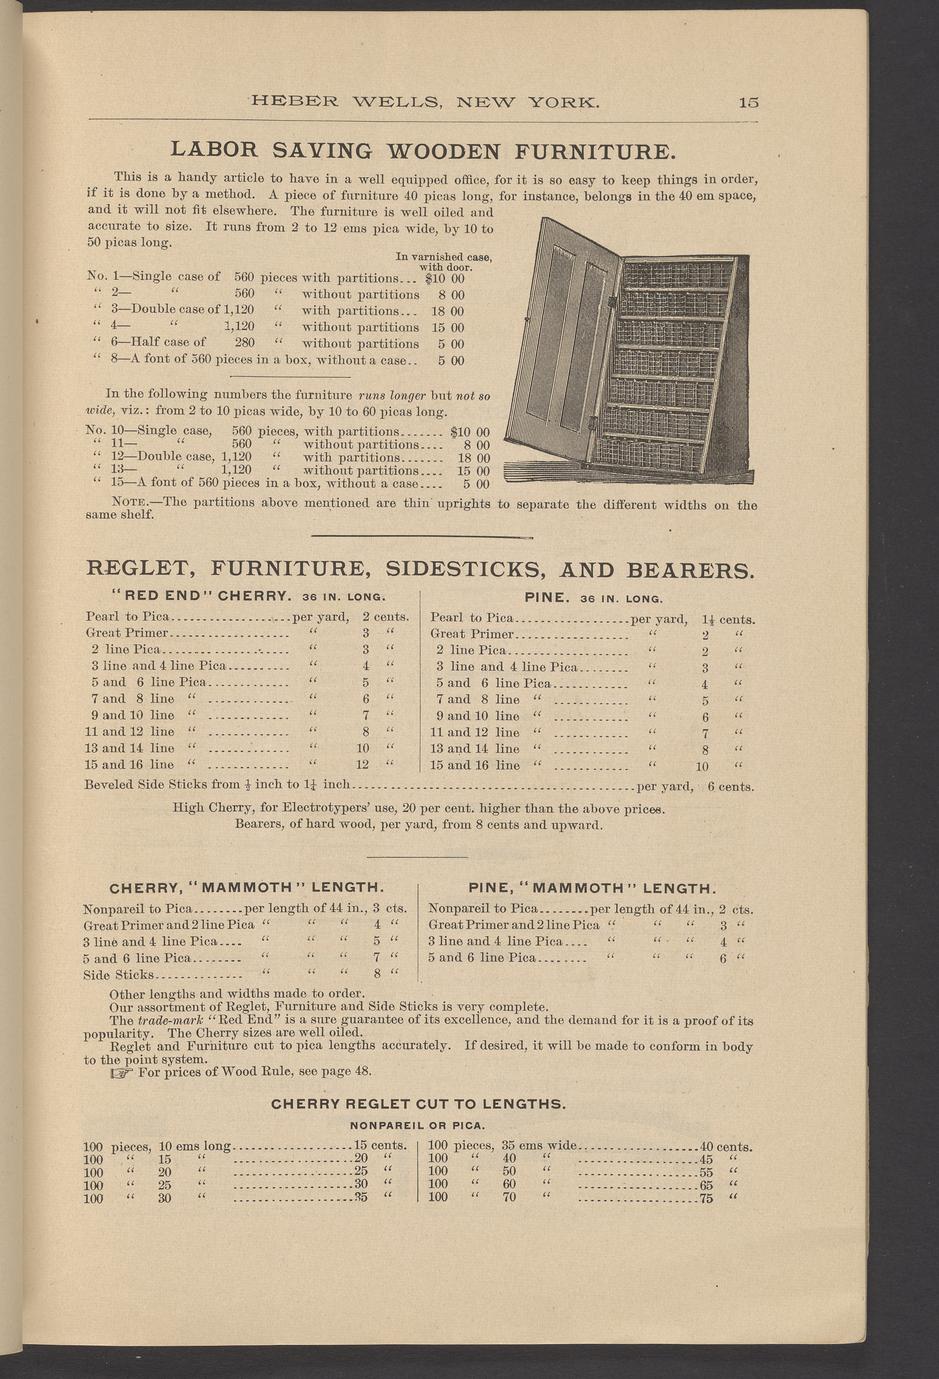 HEBER WELLS, NEW YORK. 15
LABOR SAVING WOODEN FURNITURE.
This is a handy article to have in a well equipped office, for it is so easy to keep things in order,
if it is done by a method. A piece of furniture 40 picas long, for instance, belongs in the 40 em space,
and it will not fit elsewhere. The furniture is well oiled and
accurate to size. It runs from 2 to 12 ems pica wide, by 10 to
50 picas long.
In varnished case,
with door.
No. 1—Single case of 560 pieces with partitions... $10 00
“ 2— “ 560 “ without partitions 8 00
“ 3—Double case of 1,120 “ with partitions... 18 00
“ 4— “ 1,120 “ without partitions 15 00
“ 6—Half case of 280 “ without partitions 5 00
“ 8—A font of 560 pieces in a box, without a case.. 5 00
In the following numbers the furniture runs longer but not so
wide, viz.: from 2 to 10 picas wide, by 10 to 60 picas long.
No. 10—Single case, 560 pieces, with partitions....... $10 00
“ 11— “ 560 “ without partitions.... 8 00
“ 12—Double case, 1,120 “ with partitions....... 18 00
“ 13— “ 1,120 “ without partitions.... 15 00
“ 15—A font of 560 pieces in a box, without a case.... 5 00
NOTE.—The partitions above mentioned are thin uprights to separate the different widths on the
same shelf.
REGLET, FURNITURE, SIDESTICKS, AND BEARERS.
“RED END” CHERRY. 36 IN. LONG.
Pearl to Pica..................per yard, 2 cents.
Great Primer.................. “ 3 “
2 line Pica................... “ 3 “
3 line and 4 line Pica.......... “ 4 “
5 and 6 line Pica............ “ 5 “
7 and 8 line “ ............ “ 6 “
9 and 10 line “ ............ “ 7 “
11 and 12 line “ ............ “ 8 “
13 and 14 line “ ............ “ 10 “
15 and 16 line “ ............ “ 12 “
PINE. 36 IN. LONG.
Pearl to Pica.................per yard, 1¼ cents.
Great Primer................. “ 2 “
2 line Pica.................. “ 2 “
3 line and 4 line Pica........ “ 3 “
5 and 6 line Pica........... “ 4 “
7 and 8 line “ ........... “ 5 “
9 and 10 line “ ........... “ 6 “
11 and 12 line “ ........... “ 7 “
13 and 14 line “ ........... “ 8 “
15 and 16 line “ ........... “ 10 “
Beveled Side Sticks from ½ inch to 1¼ inch..........................................per yard, 6 cents.
High Cherry, for Electrotypers’ use, 20 per cent. higher than the above prices.
Bearers, of hard wood, per yard, from 8 cents and upward.
CHERRY, “MAMMOTH” LENGTH.
Nonpareil to Pica........per length of 44 in., 3 cts.
Great Primer and 2 line Pica “ “ “ 4 “
3 line and 4 line Pica.... “ “ “ 5 “
5 and 6 line Pica........ “ “ “ 7 “
Side Sticks............. “ “ “ 8 “
PINE, “MAMMOTH” LENGTH.
Nonpareil to Pica........per length of 44 in., 2 cts.
Great Primer and 2 line Pica “ “ “ 3 “
3 line and 4 line Pica.... “ “ “ 4 “
5 and 6 line Pica........ “ “ “ 6 “
Other lengths and widths made to order.
Our assortment of Reglet, Furniture and Side Sticks is very complete.
The trade-mark “Red End” is a sure guarantee of its excellence, and the demand for it is a proof of its
popularity. The Cherry sizes are well oiled.
Reglet and Furniture cut to pica lengths accurately. If desired, it will be made to conform in body
to the point system.
☞ For prices of Wood Rule, see page 48.
CHERRY REGLET CUT TO LENGTHS.
NONPAREIL OR PICA.
100 pieces, 10 ems long..................15 cents.
100 “ 15 “ ..................20 “
100 “ 20 “ ..................25 “
100 “ 25 “ ..................30 “
100 “ 30 “ ..................35 “
100 pieces, 35 ems wide..................40 cents.
100 “ 40 “ ..................45 “
100 “ 50 “ ..................55 “
100 “ 60 “ ..................65 “
100 “ 70 “ ..................75 “